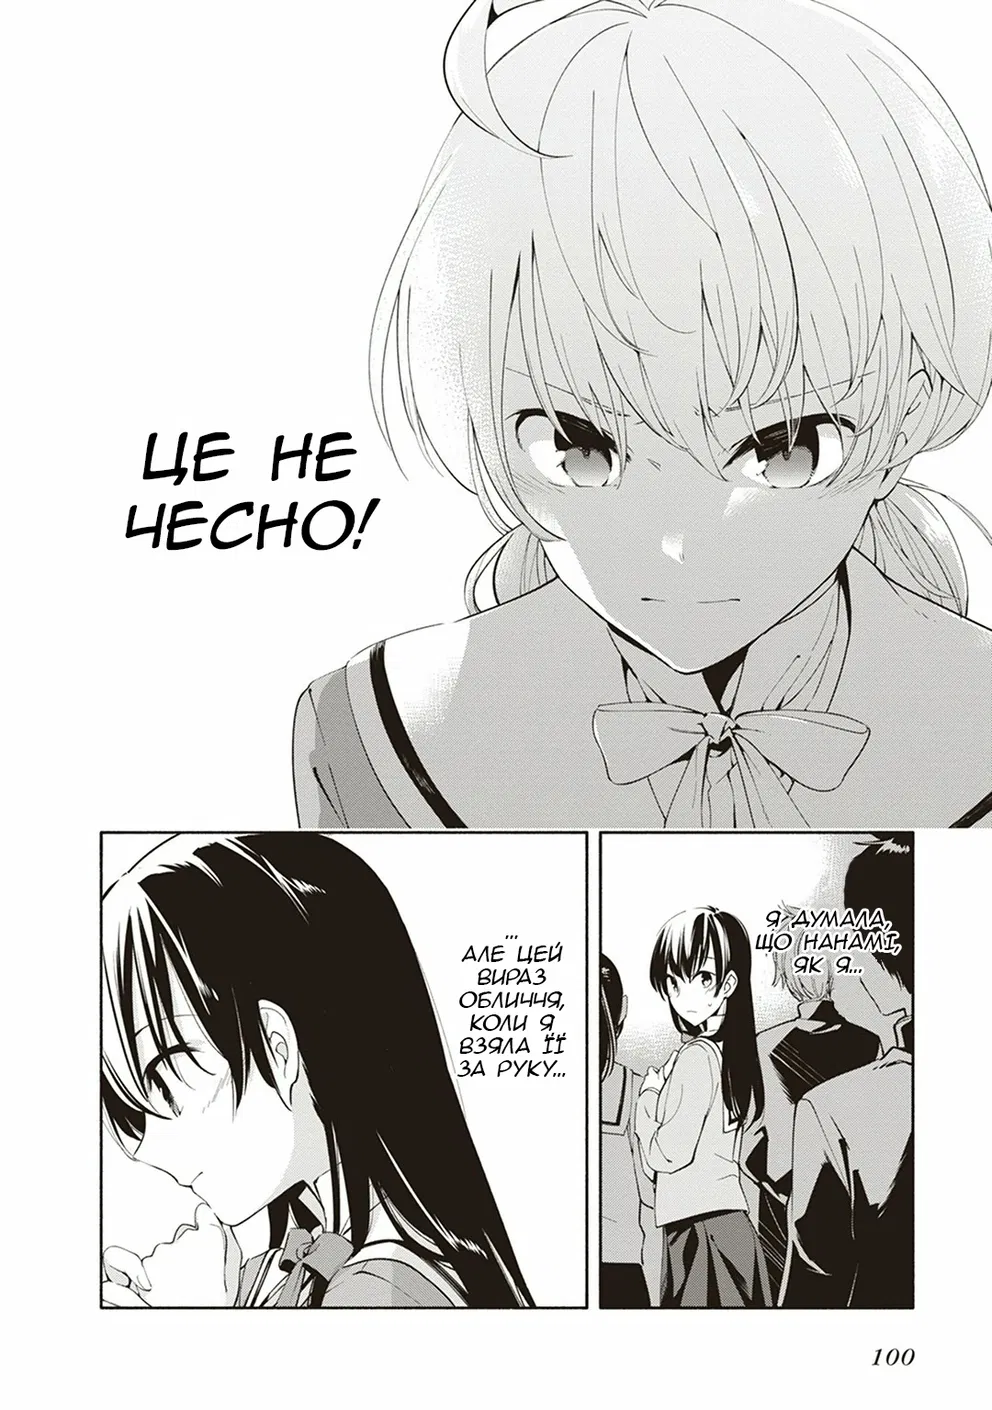 ЦЕ НЕ
ЧЕСНО!
Я ДУМАЛА,
ЩО НАНАМІ,
ЯК Я...
...
АЛЕ ЦЕЙ
ВИРАЗ
ОБЛИЧЧЯ,
КОЛИ Я
ВЗЯЛА ЇЇ
ЗА РУКУ...
100